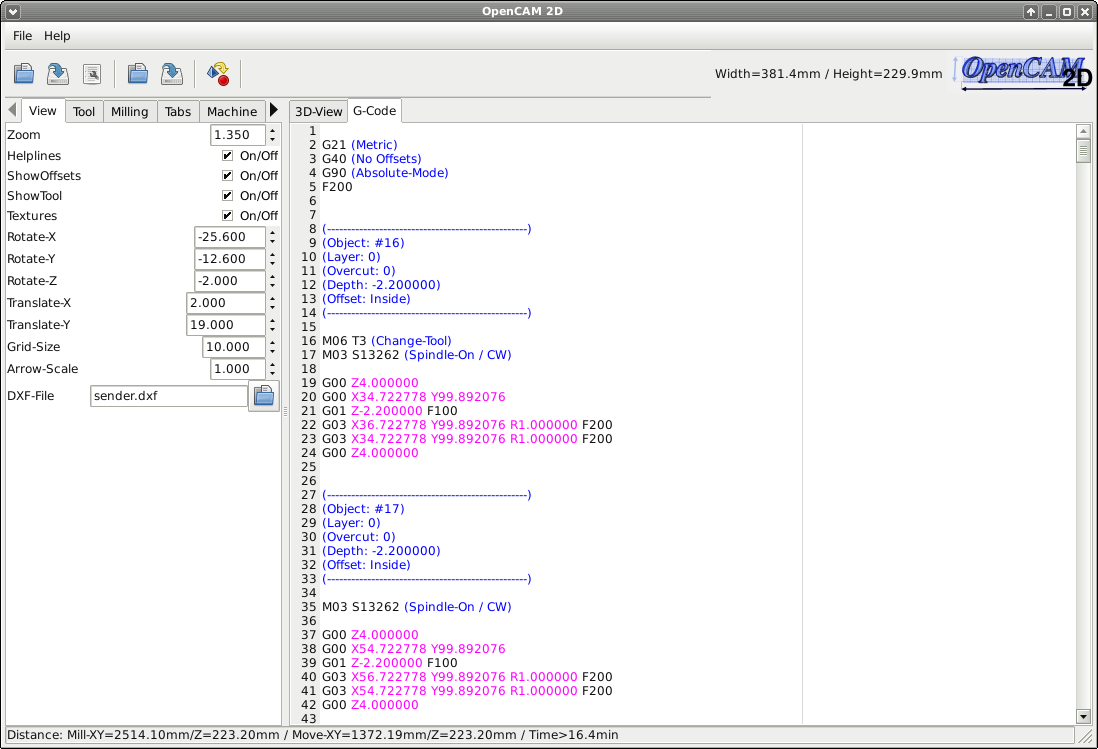 OpenCAM 2D
File Help
Width=381.4mm / Height=229.9mm
OpenCAM 2D
View Tool Milling Tabs Machine
3D-View G-Code
Zoom 1.350
Helplines On/Off
ShowOffsets On/Off
ShowTool On/Off
Textures On/Off
Rotate-X -25.600
Rotate-Y -12.600
Rotate-Z -2.000
Translate-X 2.000
Translate-Y 19.000
Grid-Size 10.000
Arrow-Scale 1.000
DXF-File sender.dxf
1
2 G21 (Metric)
3 G40 (No Offsets)
4 G90 (Absolute-Mode)
5 F200
6
7
8 (--------------------------------------------------)
9 (Object: #16)
10 (Layer: 0)
11 (Overcut: 0)
12 (Depth: -2.200000)
13 (Offset: Inside)
14 (--------------------------------------------------)
15
16 M06 T3 (Change-Tool)
17 M03 S13262 (Spindle-On / CW)
18
19 G00 Z4.000000
20 G00 X34.722778 Y99.892076
21 G01 Z-2.200000 F100
22 G03 X36.722778 Y99.892076 R1.000000 F200
23 G03 X34.722778 Y99.892076 R1.000000 F200
24 G00 Z4.000000
25
26
27 (--------------------------------------------------)
28 (Object: #17)
29 (Layer: 0)
30 (Overcut: 0)
31 (Depth: -2.200000)
32 (Offset: Inside)
33 (--------------------------------------------------)
34
35 M03 S13262 (Spindle-On / CW)
36
37 G00 Z4.000000
38 G00 X54.722778 Y99.892076
39 G01 Z-2.200000 F100
40 G03 X56.722778 Y99.892076 R1.000000 F200
41 G03 X54.722778 Y99.892076 R1.000000 F200
42 G00 Z4.000000
43
Distance: Mill-XY=2514.10mm/Z=223.20mm / Move-XY=1372.19mm/Z=223.20mm / Time>16.4min